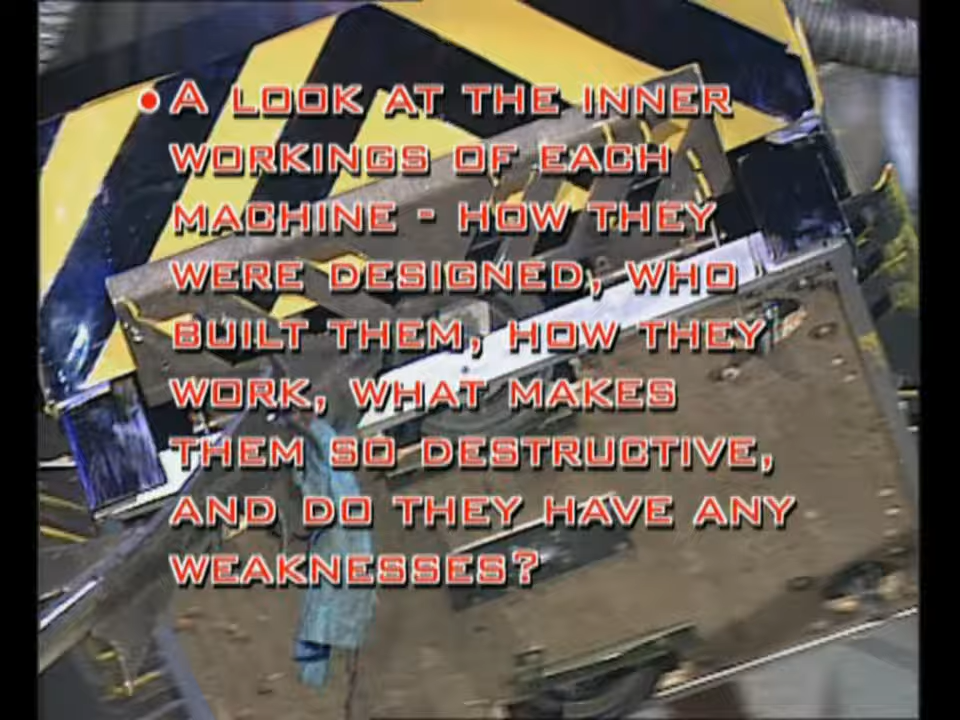 • A LOOK AT THE INNER
WORKINGS OF EACH
MACHINE - HOW THEY
WERE DESIGNED, WHO
BUILT THEM, HOW THEY
WORK, WHAT MAKES
THEM SO DESTRUCTIVE,
AND DO THEY HAVE ANY
WEAKNESSES?